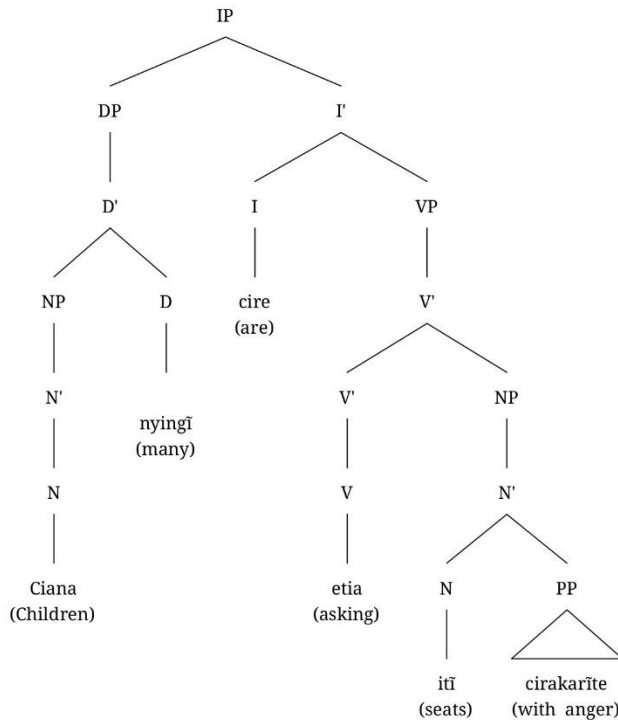 IP
DP I'
D' I VP
NP D cire V'
(are)
N' nyingĩ V' NP
(many)
N V N'
Ciana etia N PP
(Children) (asking)
itĩ cirakarĩte
(seats) (with anger)